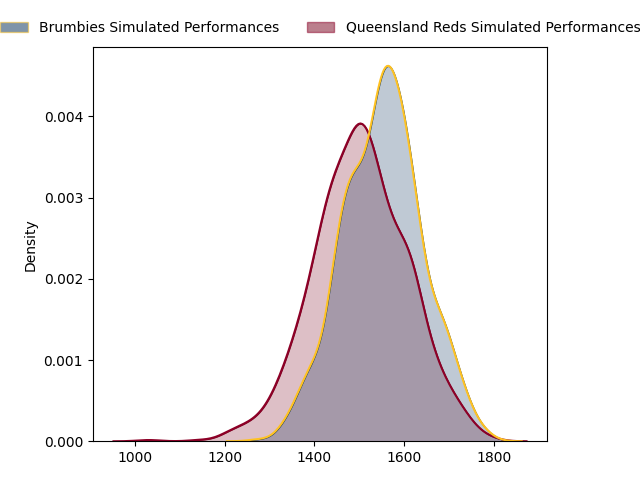 Brumbies Simulated Performances
Queensland Reds Simulated Performances
Density
0.004
0.003
0.002
0.001
0.000
1000 1200 1400 1600 1800